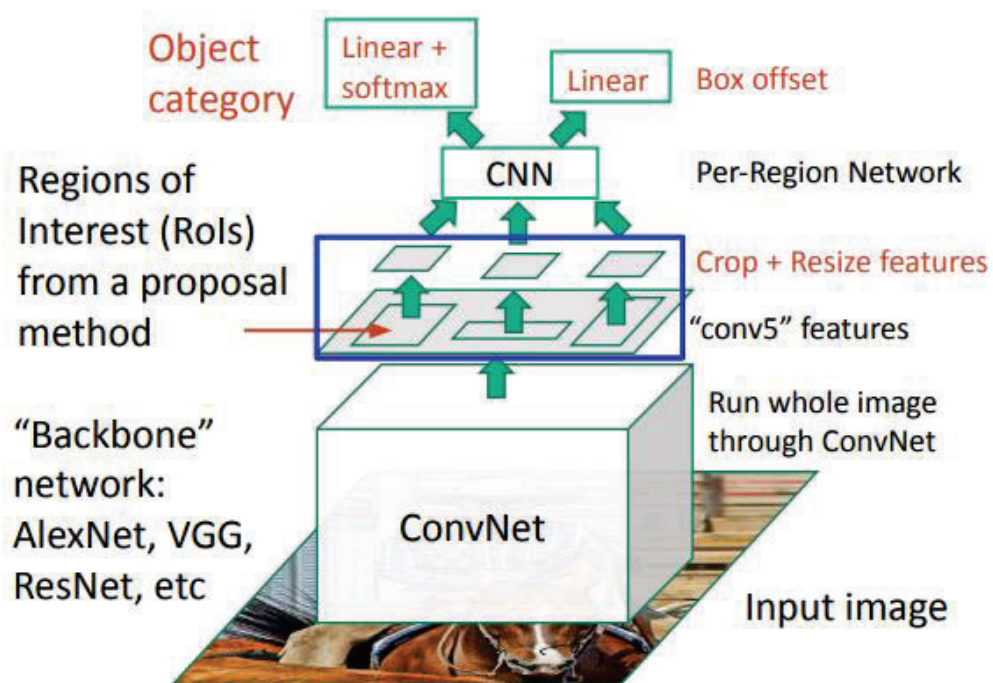 Object
category
Linear +
softmax
Linear
Box offset
CNN
Per-Region Network
Regions of
Interest (RoIs)
from a proposal
method
Crop + Resize features
“conv5” features
Run whole image
through ConvNet
“Backbone”
network:
AlexNet, VGG,
ResNet, etc
ConvNet
Input image